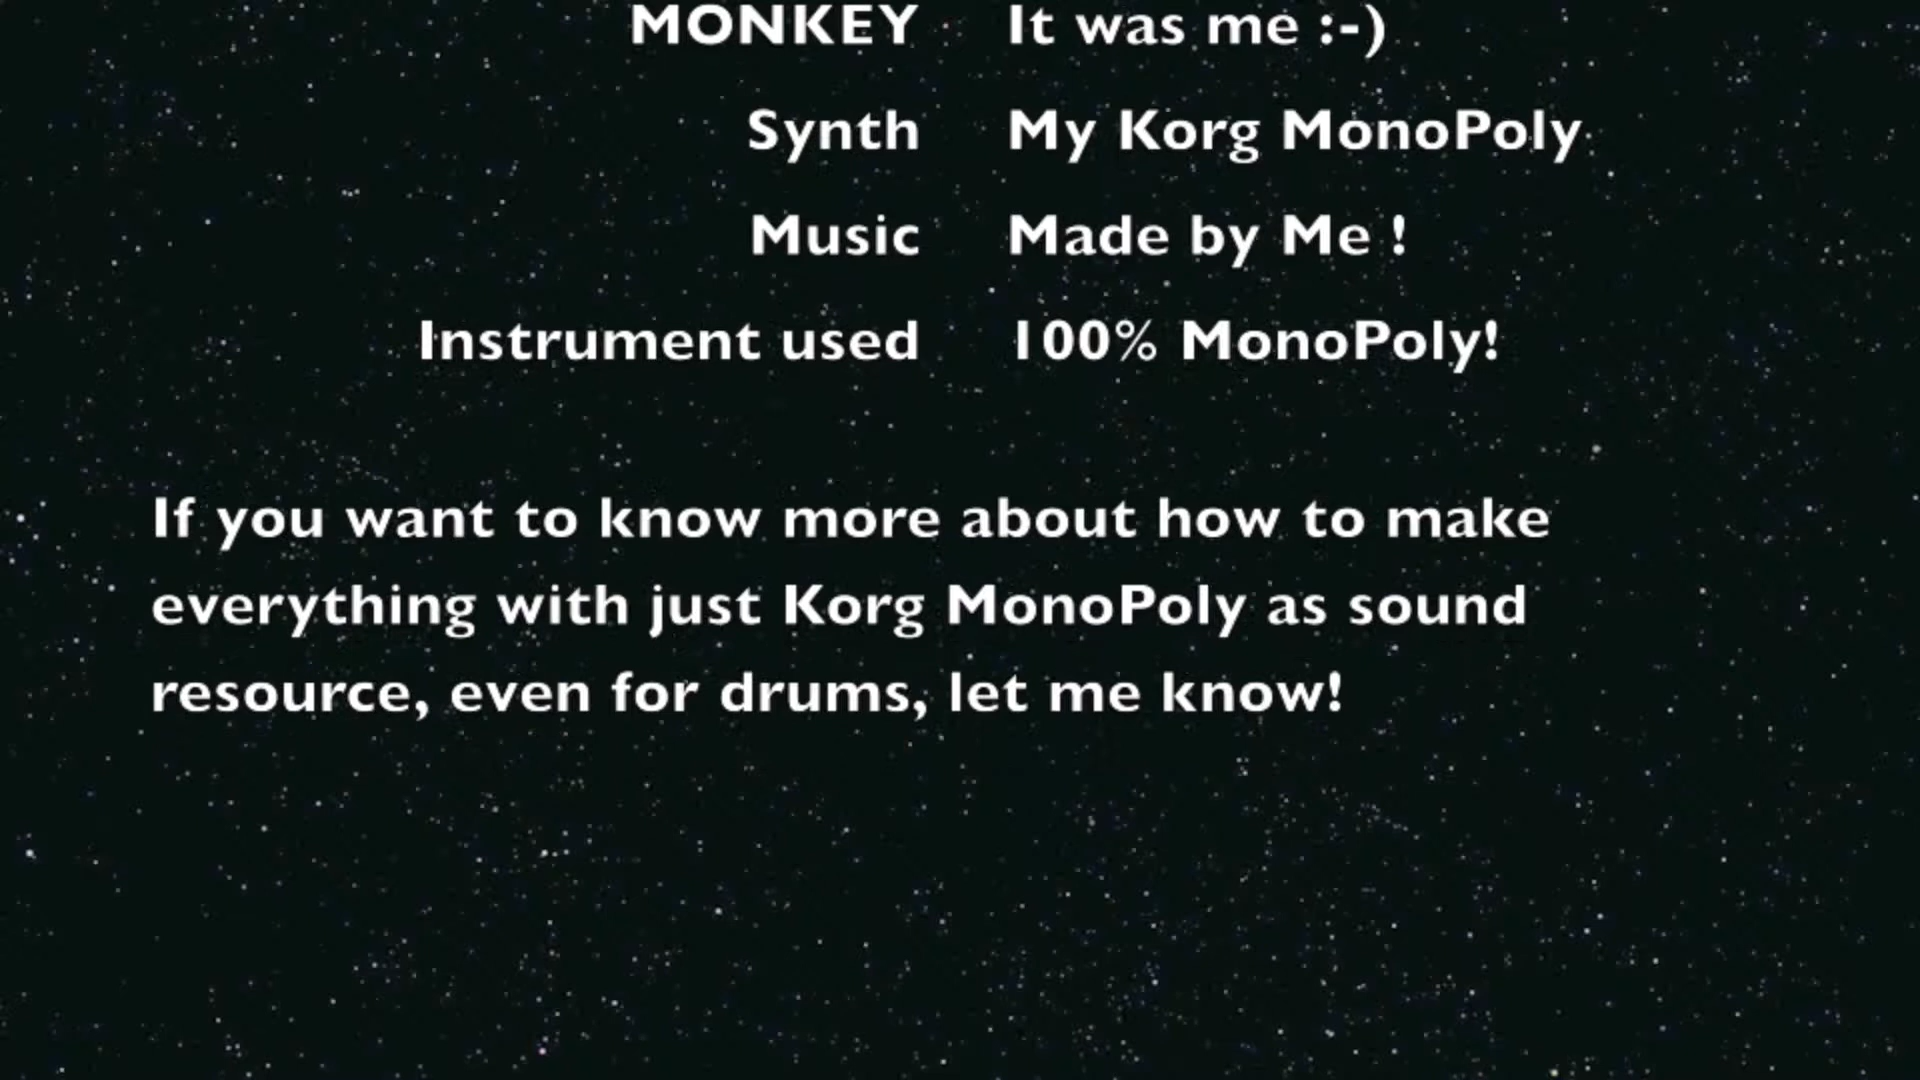 MONKEY It was me :-)
Synth My Korg MonoPoly
Music Made by Me !
Instrument used 100% MonoPoly!
If you want to know more about how to make
everything with just Korg MonoPoly as sound
resource, even for drums, let me know!